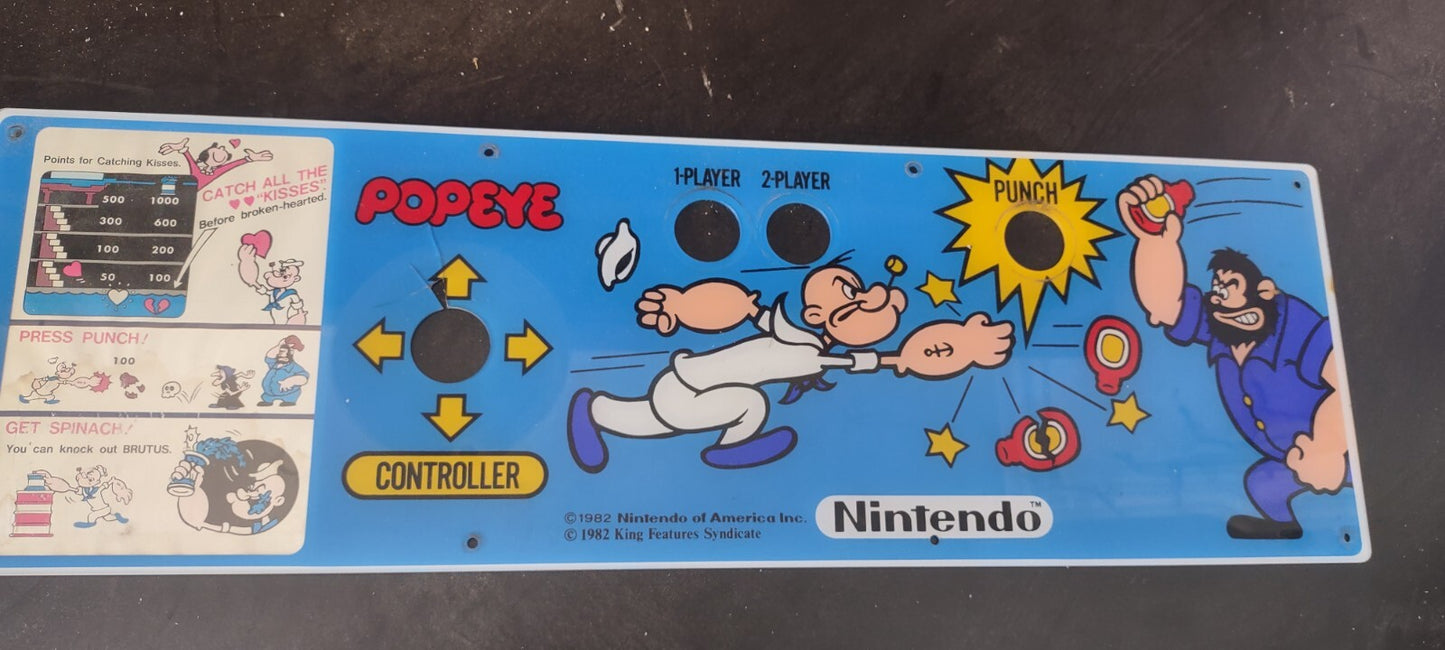 Points for Catching Kisses.
500 1000
300 600
100 200
50 100
CATCH ALL THE
"KISSES".
Before broken-hearted.
PRESS PUNCH!
100
GET SPINACH!
You can knock out BRUTUS.
POPEYE
CONTROLLER
1-PLAYER 2-PLAYER
PUNCH
©1982 Nintendo of America Inc.
© 1982 King Features Syndicate
Nintendo™